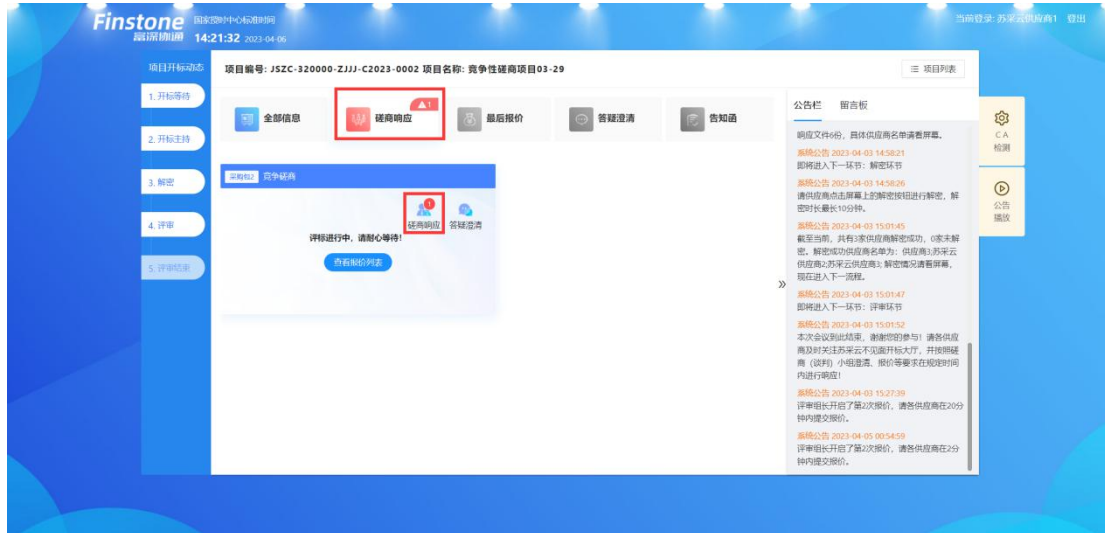 Finstone
富深协通
国家授时中心标准时间
14:21:32 2023-04-06
当前登录: 苏采云供应商1 登出
项目开标动态
1. 开标等待
2. 开标主持
3. 解密
4. 评审
5. 评审结束
项目编号: JSZC-320000-ZJJJ-C2023-0002 项目名称: 竞争性磋商项目03-29
项目列表
全部信息
磋商响应
1
最后报价
答疑澄清
告知函
采购包2 竞争磋商
1
磋商响应 答疑澄清
评标进行中，请耐心等待!
查看报价列表
公告栏 留言板
响应文件6份，具体供应商名单请看屏幕。
系统公告 2023-04-03 14:58:21
即将进入下一环节：解密环节
系统公告 2023-04-03 14:58:26
请供应商点击屏幕上的解密按钮进行解密，解
密时长最长10分钟。
系统公告 2023-04-03 15:01:45
截至当前，共有3家供应商解密成功，0家未解
密。解密成功供应商名单为：供应商3;苏采云
供应商2;苏采云供应商3; 解密情况请看屏幕，
现在进入下一流程。
系统公告 2023-04-03 15:01:47
即将进入下一环节：评审环节
系统公告 2023-04-03 15:01:52
本次会议到此结束，谢谢您的参与！请各供应
商及时关注苏采云不见面开标大厅，并按照磋
商（谈判）小组澄清、报价等要求在规定时间
内进行响应!
系统公告 2023-04-03 15:27:39
评审组长开启了第2次报价，请各供应商在20分
钟内提交报价。
系统公告 2023-04-05 00:54:59
评审组长开启了第2次报价，请各供应商在2分
钟内提交报价。
CA
检测
公告
播放